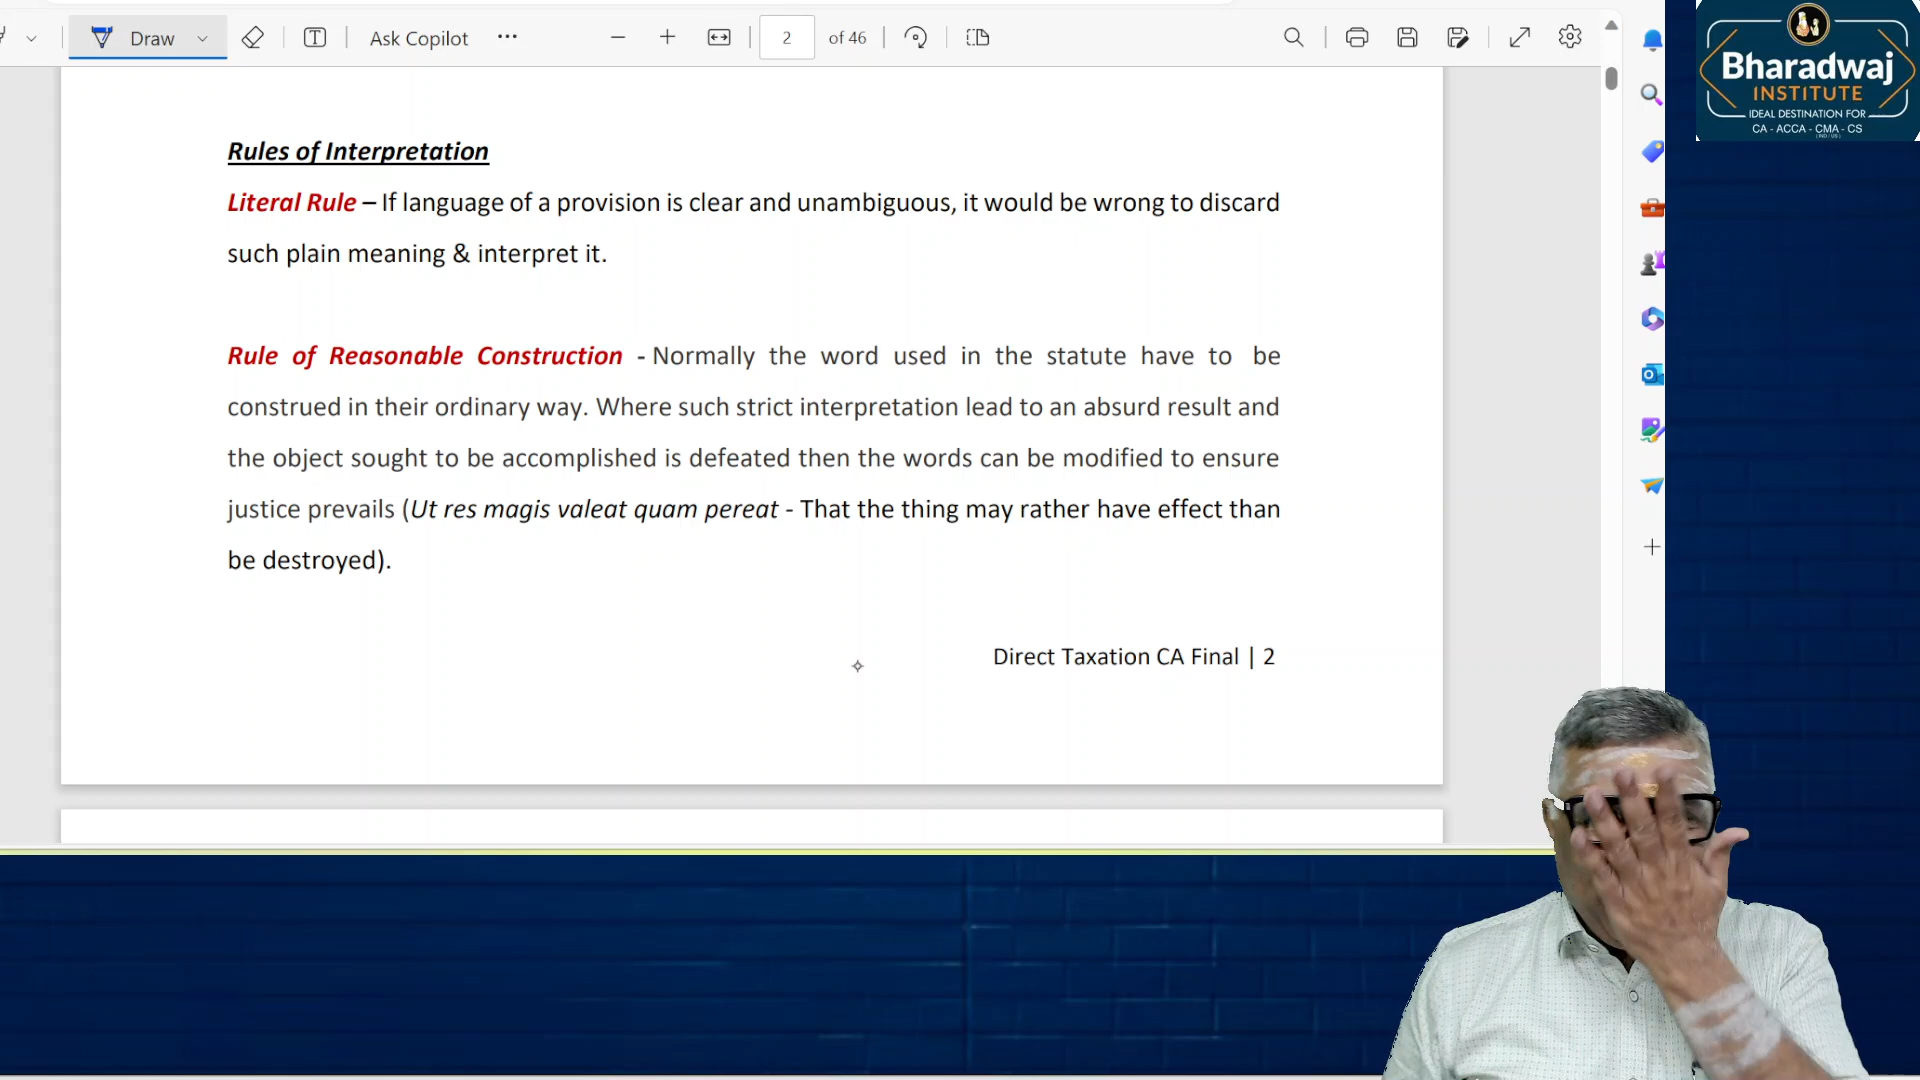 Draw
Ask Copilot
2
of 46
Bharadwaj
INSTITUTE
IDEAL DESTINATION FOR
CA - ACCA - CMA - CS
Rules of Interpretation
Literal Rule – If language of a provision is clear and unambiguous, it would be wrong to discard
such plain meaning & interpret it.
Rule of Reasonable Construction - Normally the word used in the statute have to be
construed in their ordinary way. Where such strict interpretation lead to an absurd result and
the object sought to be accomplished is defeated then the words can be modified to ensure
justice prevails (Ut res magis valeat quam pereat - That the thing may rather have effect than
be destroyed).
Direct Taxation CA Final | 2